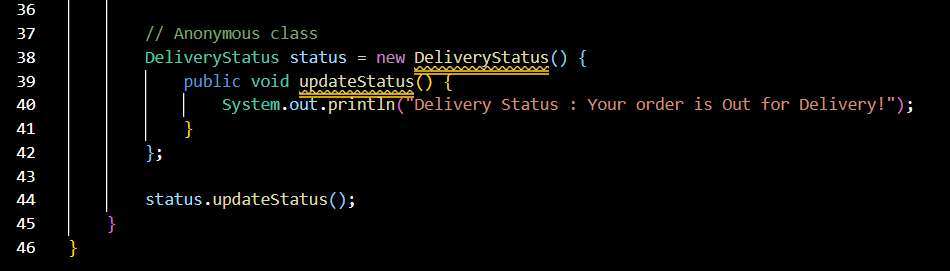 36
37 // Anonymous class
38 DeliveryStatus status = new DeliveryStatus() {
39 public void updateStatus() {
40 System.out.println("Delivery Status : Your order is Out for Delivery!");
41 }
42 };
43
44 status.updateStatus();
45 }
46 }